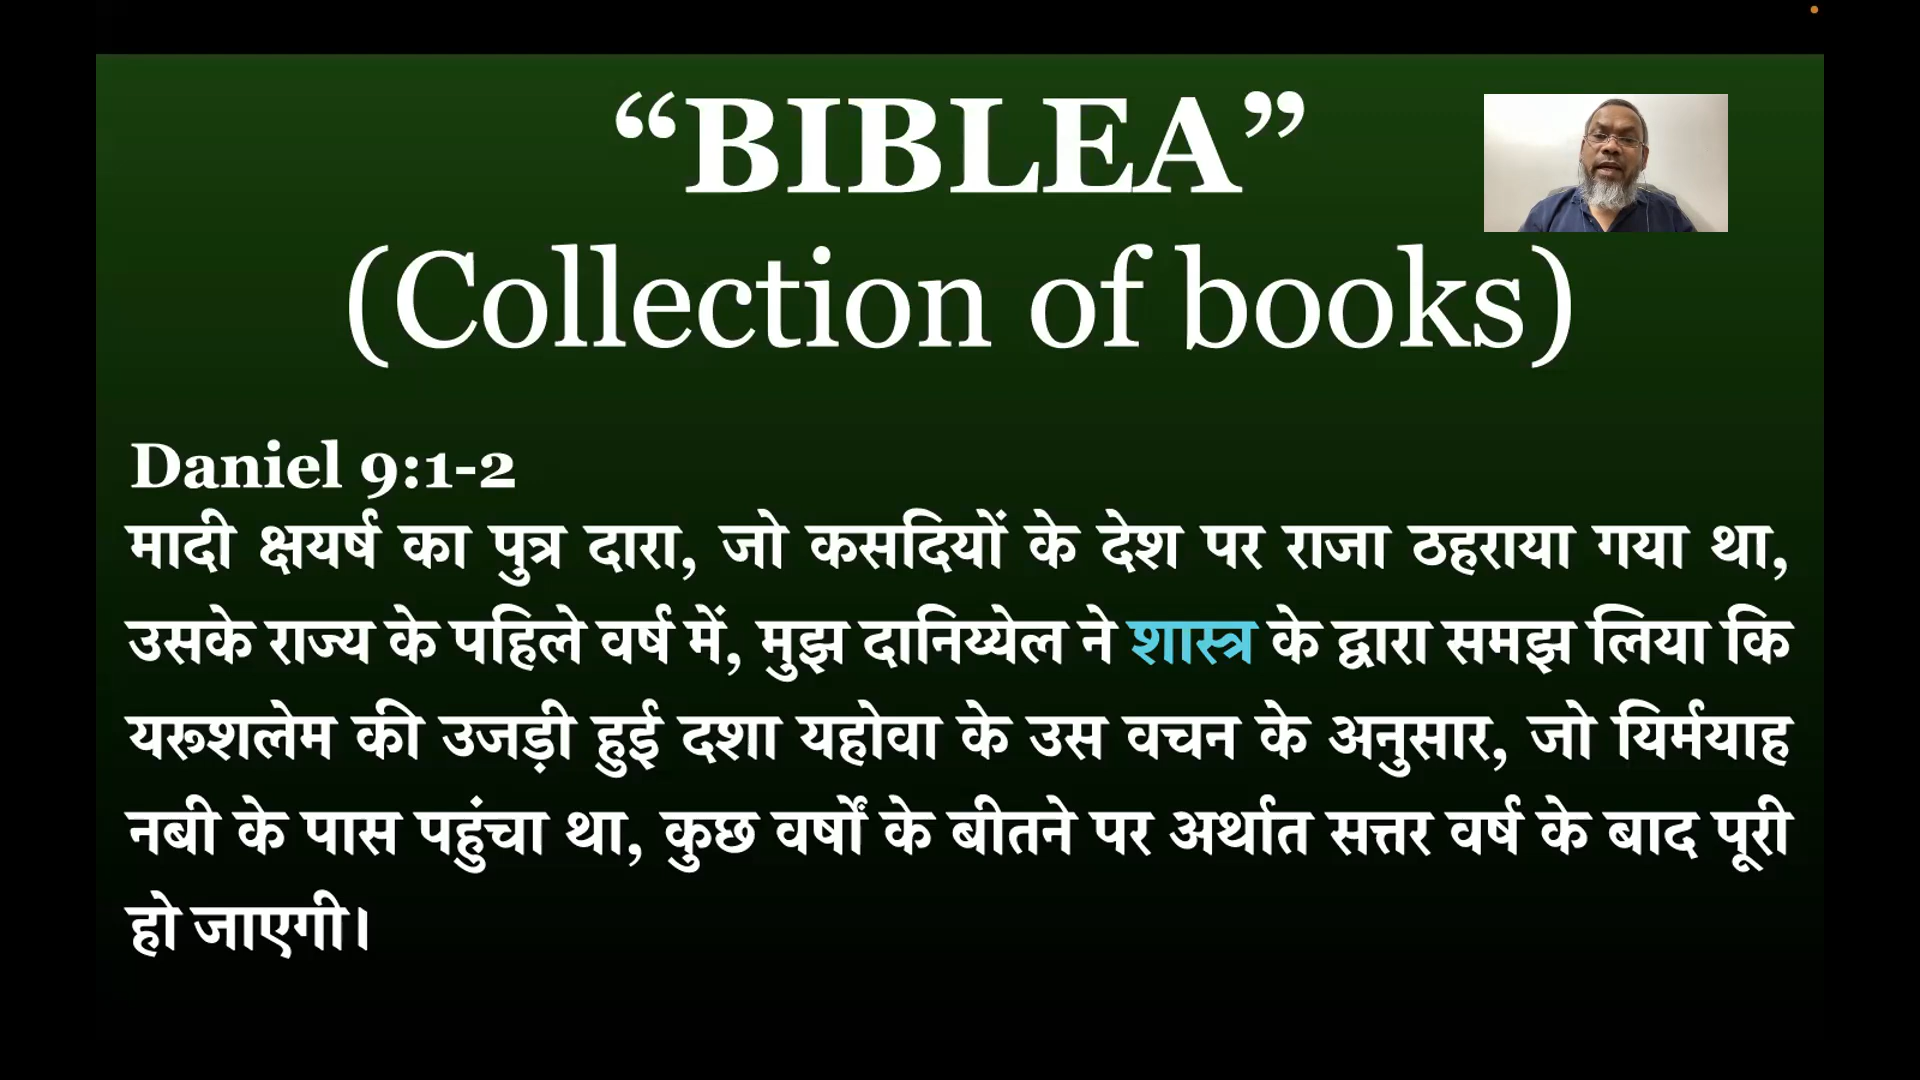 “BIBLEA”
(Collection of books)
Daniel 9:1-2
मादी क्षयर्ष का पुत्र दारा, जो कसदियों के देश पर राजा ठहराया गया था,
उसके राज्य के पहिले वर्ष में, मुझ दानिय्येल ने शास्त्र के द्वारा समझ लिया कि
यरूशलेम की उजड़ी हुई दशा यहोवा के उस वचन के अनुसार, जो यिर्मयाह
नबी के पास पहुंचा था, कुछ वर्षों के बीतने पर अर्थात सत्तर वर्ष के बाद पूरी
हो जाएगी।